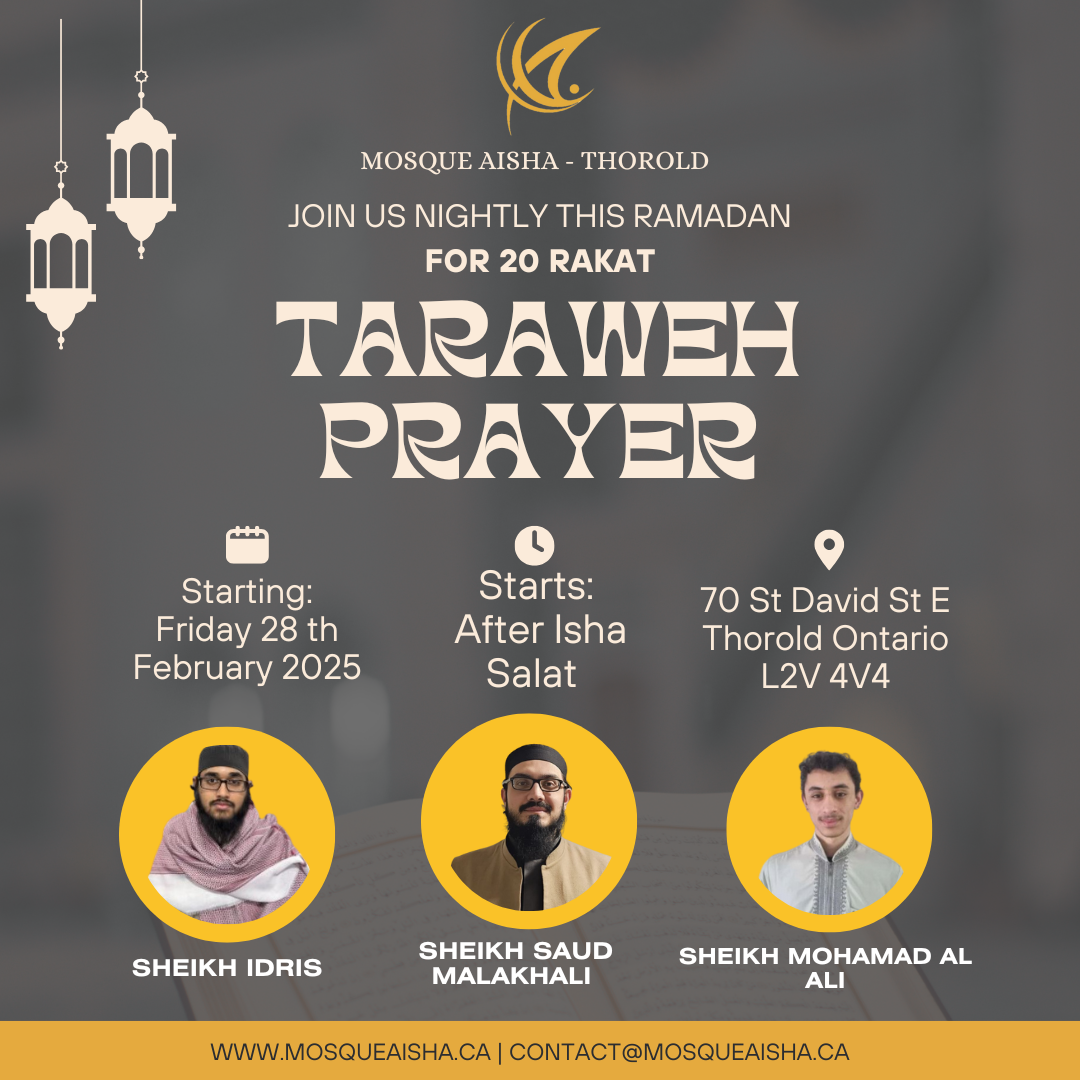 MOSQUE AISHA - THOROLD
JOIN US NIGHTLY THIS RAMADAN
FOR 20 RAKAT
TARAWEH
PRAYER
Starting:
Friday 28 th
February 2025
Starts:
After Isha
Salat
70 St David St E
Thorold Ontario
L2V 4V4
SHEIKH IDRIS
SHEIKH SAUD
MALAKHALI
SHEIKH MOHAMAD AL
ALI
WWW.MOSQUEAISHA.CA | CONTACT@MOSQUEAISHA.CA